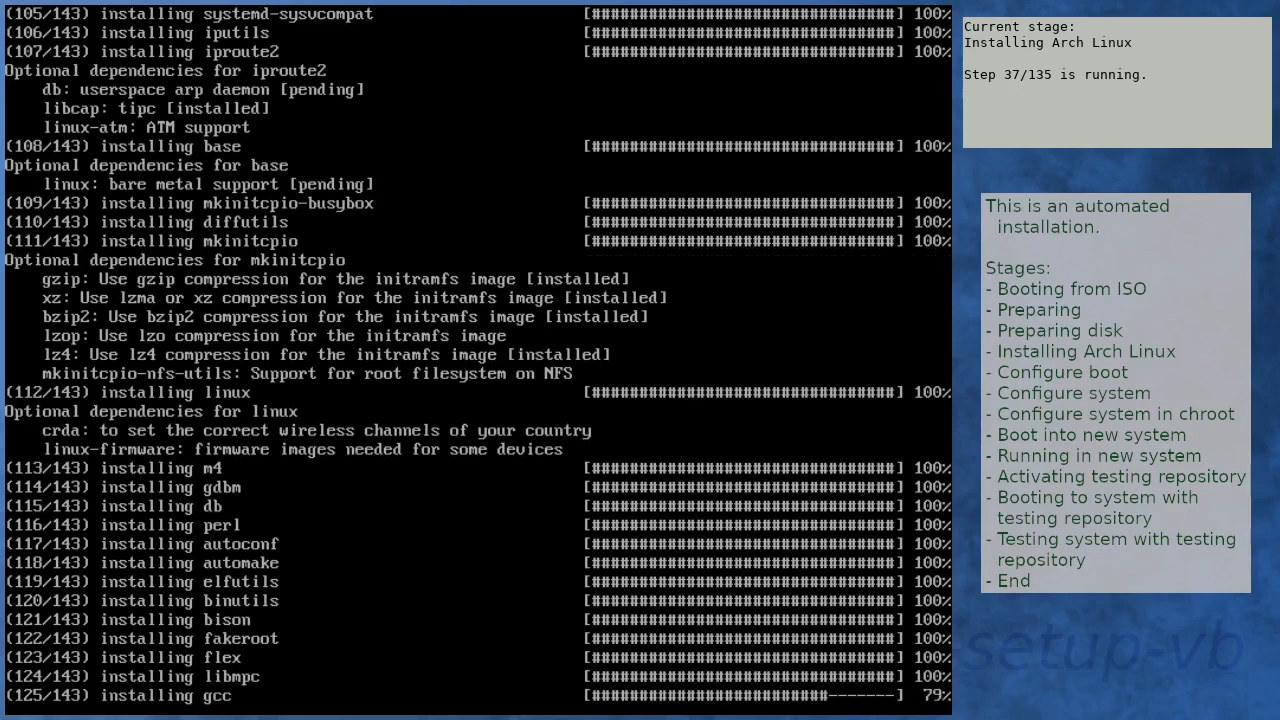 (105/143) installing systemd-sysvcompat [################################] 100%
(106/143) installing iputils [################################] 100%
(107/143) installing iproute2 [################################] 100%
Optional dependencies for iproute2
db: userspace arp daemon [pending]
libcap: tipc [installed]
linux-atm: ATM support
(108/143) installing base [################################] 100%
Optional dependencies for base
linux: bare metal support [pending]
(109/143) installing mkinitcpio-busybox [################################] 100%
(110/143) installing diffutils [################################] 100%
(111/143) installing mkinitcpio [################################] 100%
Optional dependencies for mkinitcpio
gzip: Use gzip compression for the initramfs image [installed]
xz: Use lzma or xz compression for the initramfs image [installed]
bzip2: Use bzip2 compression for the initramfs image [installed]
lzop: Use lzo compression for the initramfs image
lz4: Use lz4 compression for the initramfs image [installed]
mkinitcpio-nfs-utils: Support for root filesystem on NFS
(112/143) installing linux [################################] 100%
Optional dependencies for linux
crda: to set the correct wireless channels of your country
linux-firmware: firmware images needed for some devices
(113/143) installing m4 [################################] 100%
(114/143) installing gdbm [################################] 100%
(115/143) installing db [################################] 100%
(116/143) installing perl [################################] 100%
(117/143) installing autoconf [################################] 100%
(118/143) installing automake [################################] 100%
(119/143) installing elfutils [################################] 100%
(120/143) installing binutils [################################] 100%
(121/143) installing bison [################################] 100%
(122/143) installing fakeroot [################################] 100%
(123/143) installing flex [################################] 100%
(124/143) installing libmpc [################################] 100%
(125/143) installing gcc [#########################-------] 79%
Current stage:
Installing Arch Linux
Step 37/135 is running.
This is an automated
installation.
Stages:
- Booting from ISO
- Preparing
- Preparing disk
- Installing Arch Linux
- Configure boot
- Configure system
- Configure system in chroot
- Boot into new system
- Running in new system
- Activating testing repository
- Booting to system with
testing repository
- Testing system with testing
repository
- End
setup-vb